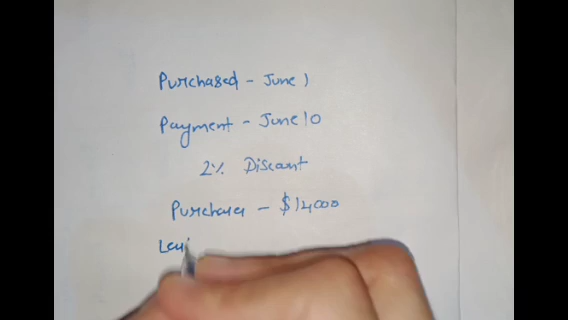 Purchased - June 1
Payment - June 10
2% Discount
Purchases - $14000